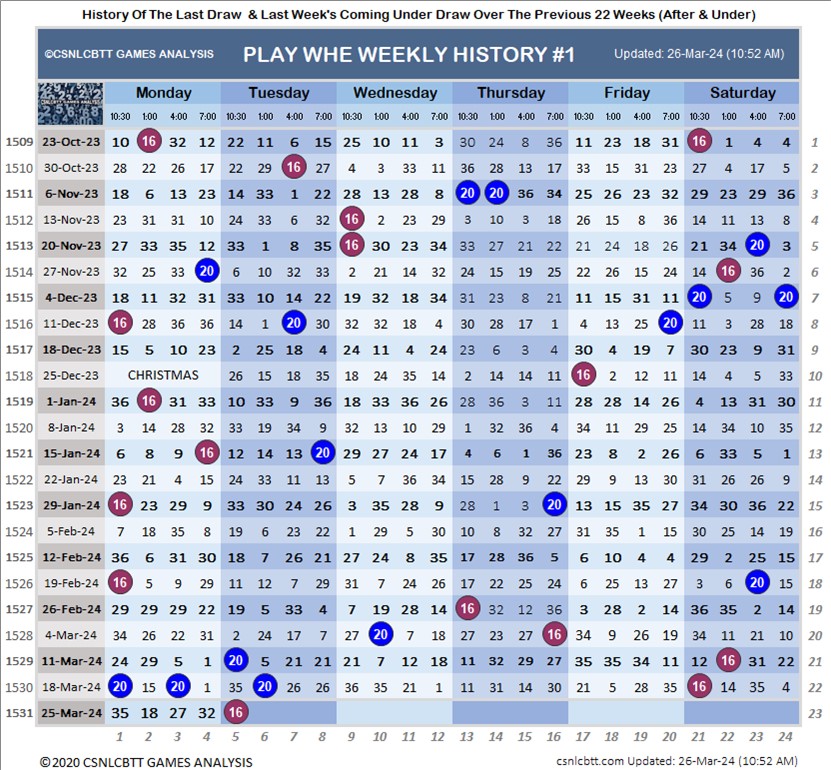 History Of The Last Draw & Last Week's Coming Under Draw Over The Previous 22 Weeks (After & Under)
©CSNLCBTT GAMES ANALYSIS PLAY WHE WEEKLY HISTORY #1 Updated: 26-Mar-24 (10:52 AM)
CSNLCBTT GAMES ANALYSIS Monday Tuesday Wednesday Thursday Friday Saturday
10:30 1:00 4:00 7:00 10:30 1:00 4:00 7:00 10:30 1:00 4:00 7:00 10:30 1:00 4:00 7:00 10:30 1:00 4:00 7:00 10:30 1:00 4:00 7:00
1509 23-Oct-23 10 16 32 12 22 11 6 15 25 10 11 3 30 24 8 36 11 23 18 31 16 1 4 4 1
1510 30-Oct-23 28 22 26 17 22 29 16 27 4 3 33 11 36 28 13 17 33 15 31 23 27 4 17 5 2
1511 6-Nov-23 18 6 13 23 14 33 1 22 28 13 28 8 20 20 36 34 25 26 23 32 29 23 29 36 3
1512 13-Nov-23 23 31 31 10 24 33 6 32 16 2 23 29 3 10 3 18 26 15 8 36 14 11 13 8 4
1513 20-Nov-23 27 33 35 12 33 1 8 35 16 30 23 34 33 27 21 22 21 24 18 26 21 34 20 3 5
1514 27-Nov-23 32 25 33 20 6 10 32 33 2 21 14 32 24 15 19 25 22 26 15 24 14 16 36 2 6
1515 4-Dec-23 18 11 32 31 33 10 14 22 19 32 18 34 31 23 8 21 11 15 31 11 20 5 9 20 7
1516 11-Dec-23 16 28 36 36 14 1 20 30 32 32 18 4 30 28 17 1 4 13 25 20 11 28 18 8
1517 18-Dec-23 15 5 10 23 2 25 18 4 24 11 4 24 23 6 3 4 30 4 19 7 30 23 9 31 9
1518 25-Dec-23 CHRISTMAS 26 15 18 35 18 24 35 14 2 14 14 11 16 2 12 11 14 4 5 33 10
1519 1-Jan-24 36 16 31 33 10 33 9 36 18 33 36 26 28 36 3 11 28 28 14 26 4 13 31 30 11
1520 8-Jan-24 3 14 28 32 33 19 34 9 32 13 10 29 1 32 36 4 34 11 29 25 14 34 10 35 12
1521 15-Jan-24 6 8 9 16 12 14 13 20 29 27 24 17 4 6 1 36 23 8 2 26 6 33 5 1 13
1522 22-Jan-24 23 21 4 15 24 33 11 13 5 7 36 34 15 28 9 22 29 9 13 30 31 26 26 9 14
1523 29-Jan-24 16 23 29 9 33 30 24 26 3 35 28 9 28 1 3 20 13 15 35 27 34 30 36 22 15
1524 5-Feb-24 7 18 35 8 19 6 23 22 1 29 5 30 10 8 32 27 31 35 1 15 30 25 14 19 16
1525 12-Feb-24 36 6 31 30 18 7 26 21 27 24 8 35 17 28 36 5 6 10 4 4 29 2 25 15 17
1526 19-Feb-24 16 5 9 29 11 12 7 29 31 7 24 26 17 22 25 24 6 25 13 27 3 6 20 15 18
1527 26-Feb-24 29 29 29 22 19 5 33 4 7 19 28 14 16 32 12 36 3 28 2 14 36 35 2 14 19
1528 4-Mar-24 34 26 22 31 2 24 17 7 27 20 7 18 27 23 27 16 34 9 26 19 34 11 21 10 20
1529 11-Mar-24 24 29 5 1 20 5 21 21 21 7 12 18 11 32 29 27 35 35 34 11 12 16 31 22 21
1530 18-Mar-24 20 15 20 1 35 20 26 26 36 35 21 1 11 31 14 30 21 5 28 35 16 14 35 4 22
1531 25-Mar-24 35 18 27 32 16 23
1 2 3 4 5 6 7 8 9 10 11 12 13 14 15 16 17 18 19 20 21 22 23 24
©2020 CSNLCBTT GAMES ANALYSIS csnlcbtt.com Updated: 26-Mar-24 (10:52 AM)